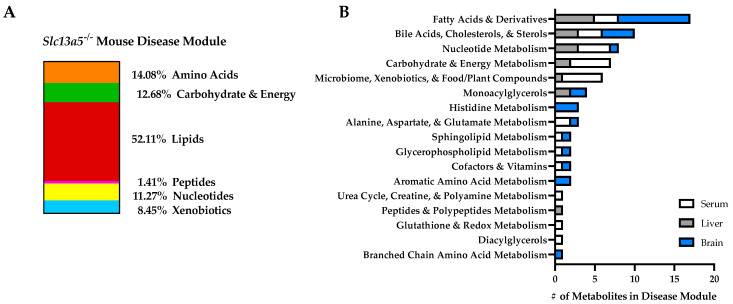 A
Slc13a5-/- Mouse Disease Module
14.08% Amino Acids
12.68% Carbohydrate & Energy
52.11% Lipids
1.41% Peptides
11.27% Nucleotides
8.45% Xenobiotics
B
Fatty Acids & Derivatives
Bile Acids, Cholesterols, & Sterols
Nucleotide Metabolism
Carbohydrate & Energy Metabolism
Microbiome, Xenobiotics, & Food/Plant Compounds
Monoacylglycerols
Histidine Metabolism
Alanine, Aspartate, & Glutamate Metabolism
Sphingolipid Metabolism
Glycerophospholipid Metabolism
Cofactors & Vitamins
Aromatic Amino Acid Metabolism
Urea Cycle, Creatine, & Polyamine Metabolism
Peptides & Polypeptides Metabolism
Glutathione & Redox Metabolism
Diacylglycerols
Branched Chain Amino Acid Metabolism
Serum
Liver
Brain
0 5 10 15 20
# of Metabolites in Disease Module